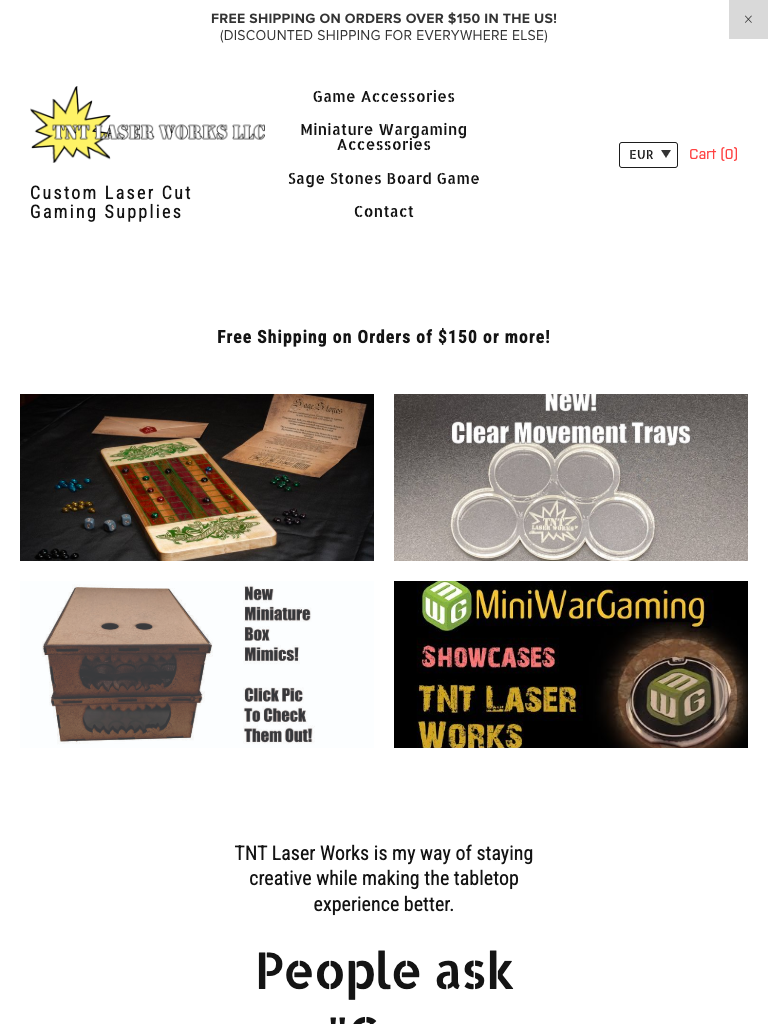 FREE SHIPPING ON ORDERS OVER $150 IN THE US!
(DISCOUNTED SHIPPING FOR EVERYWHERE ELSE)
×
TNT LASER WORKS LLC
Custom Laser Cut
Gaming Supplies
Game Accessories
Miniature Wargaming
Accessories
Sage Stones Board Game
Contact
EUR
Cart (0)
Free Shipping on Orders of $150 or more!
Sage Stones
New!
Clear Movement Trays
TNT
LASER WORKS
New
Miniature
Box
Mimics!
Click Pic
To Check
Them Out!
MWG
MiniWarGaming
SHOWCASES
TNT LASER
WORKS
MWG
TNT Laser Works is my way of staying
creative while making the tabletop
experience better.
People ask